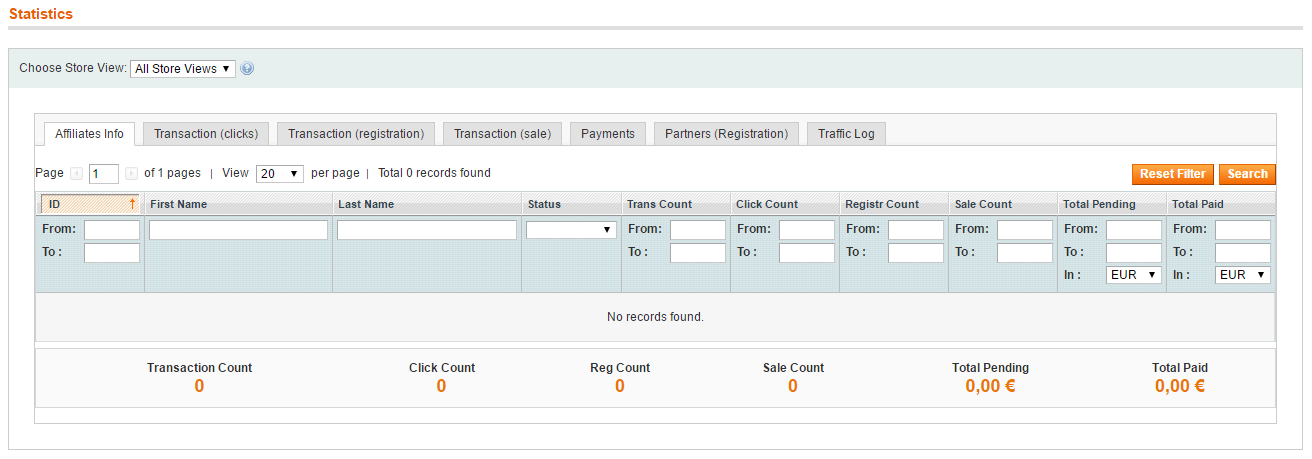 Statistics
Choose Store View: All Store Views
Affiliates Info Transaction (clicks) Transaction (registration) Transaction (sale) Payments Partners (Registration) Traffic Log
Page 1 of 1 pages | View 20 per page | Total 0 records found Reset Filter Search
ID First Name Last Name Status Trans Count Click Count Registr Count Sale Count Total Pending Total Paid
From: From: From: From: From: From: From:
To : To : To : To : To : To : To :
In : EUR In : EUR
No records found.
Transaction Count Click Count Reg Count Sale Count Total Pending Total Paid
0 0 0 0 0,00 € 0,00 €